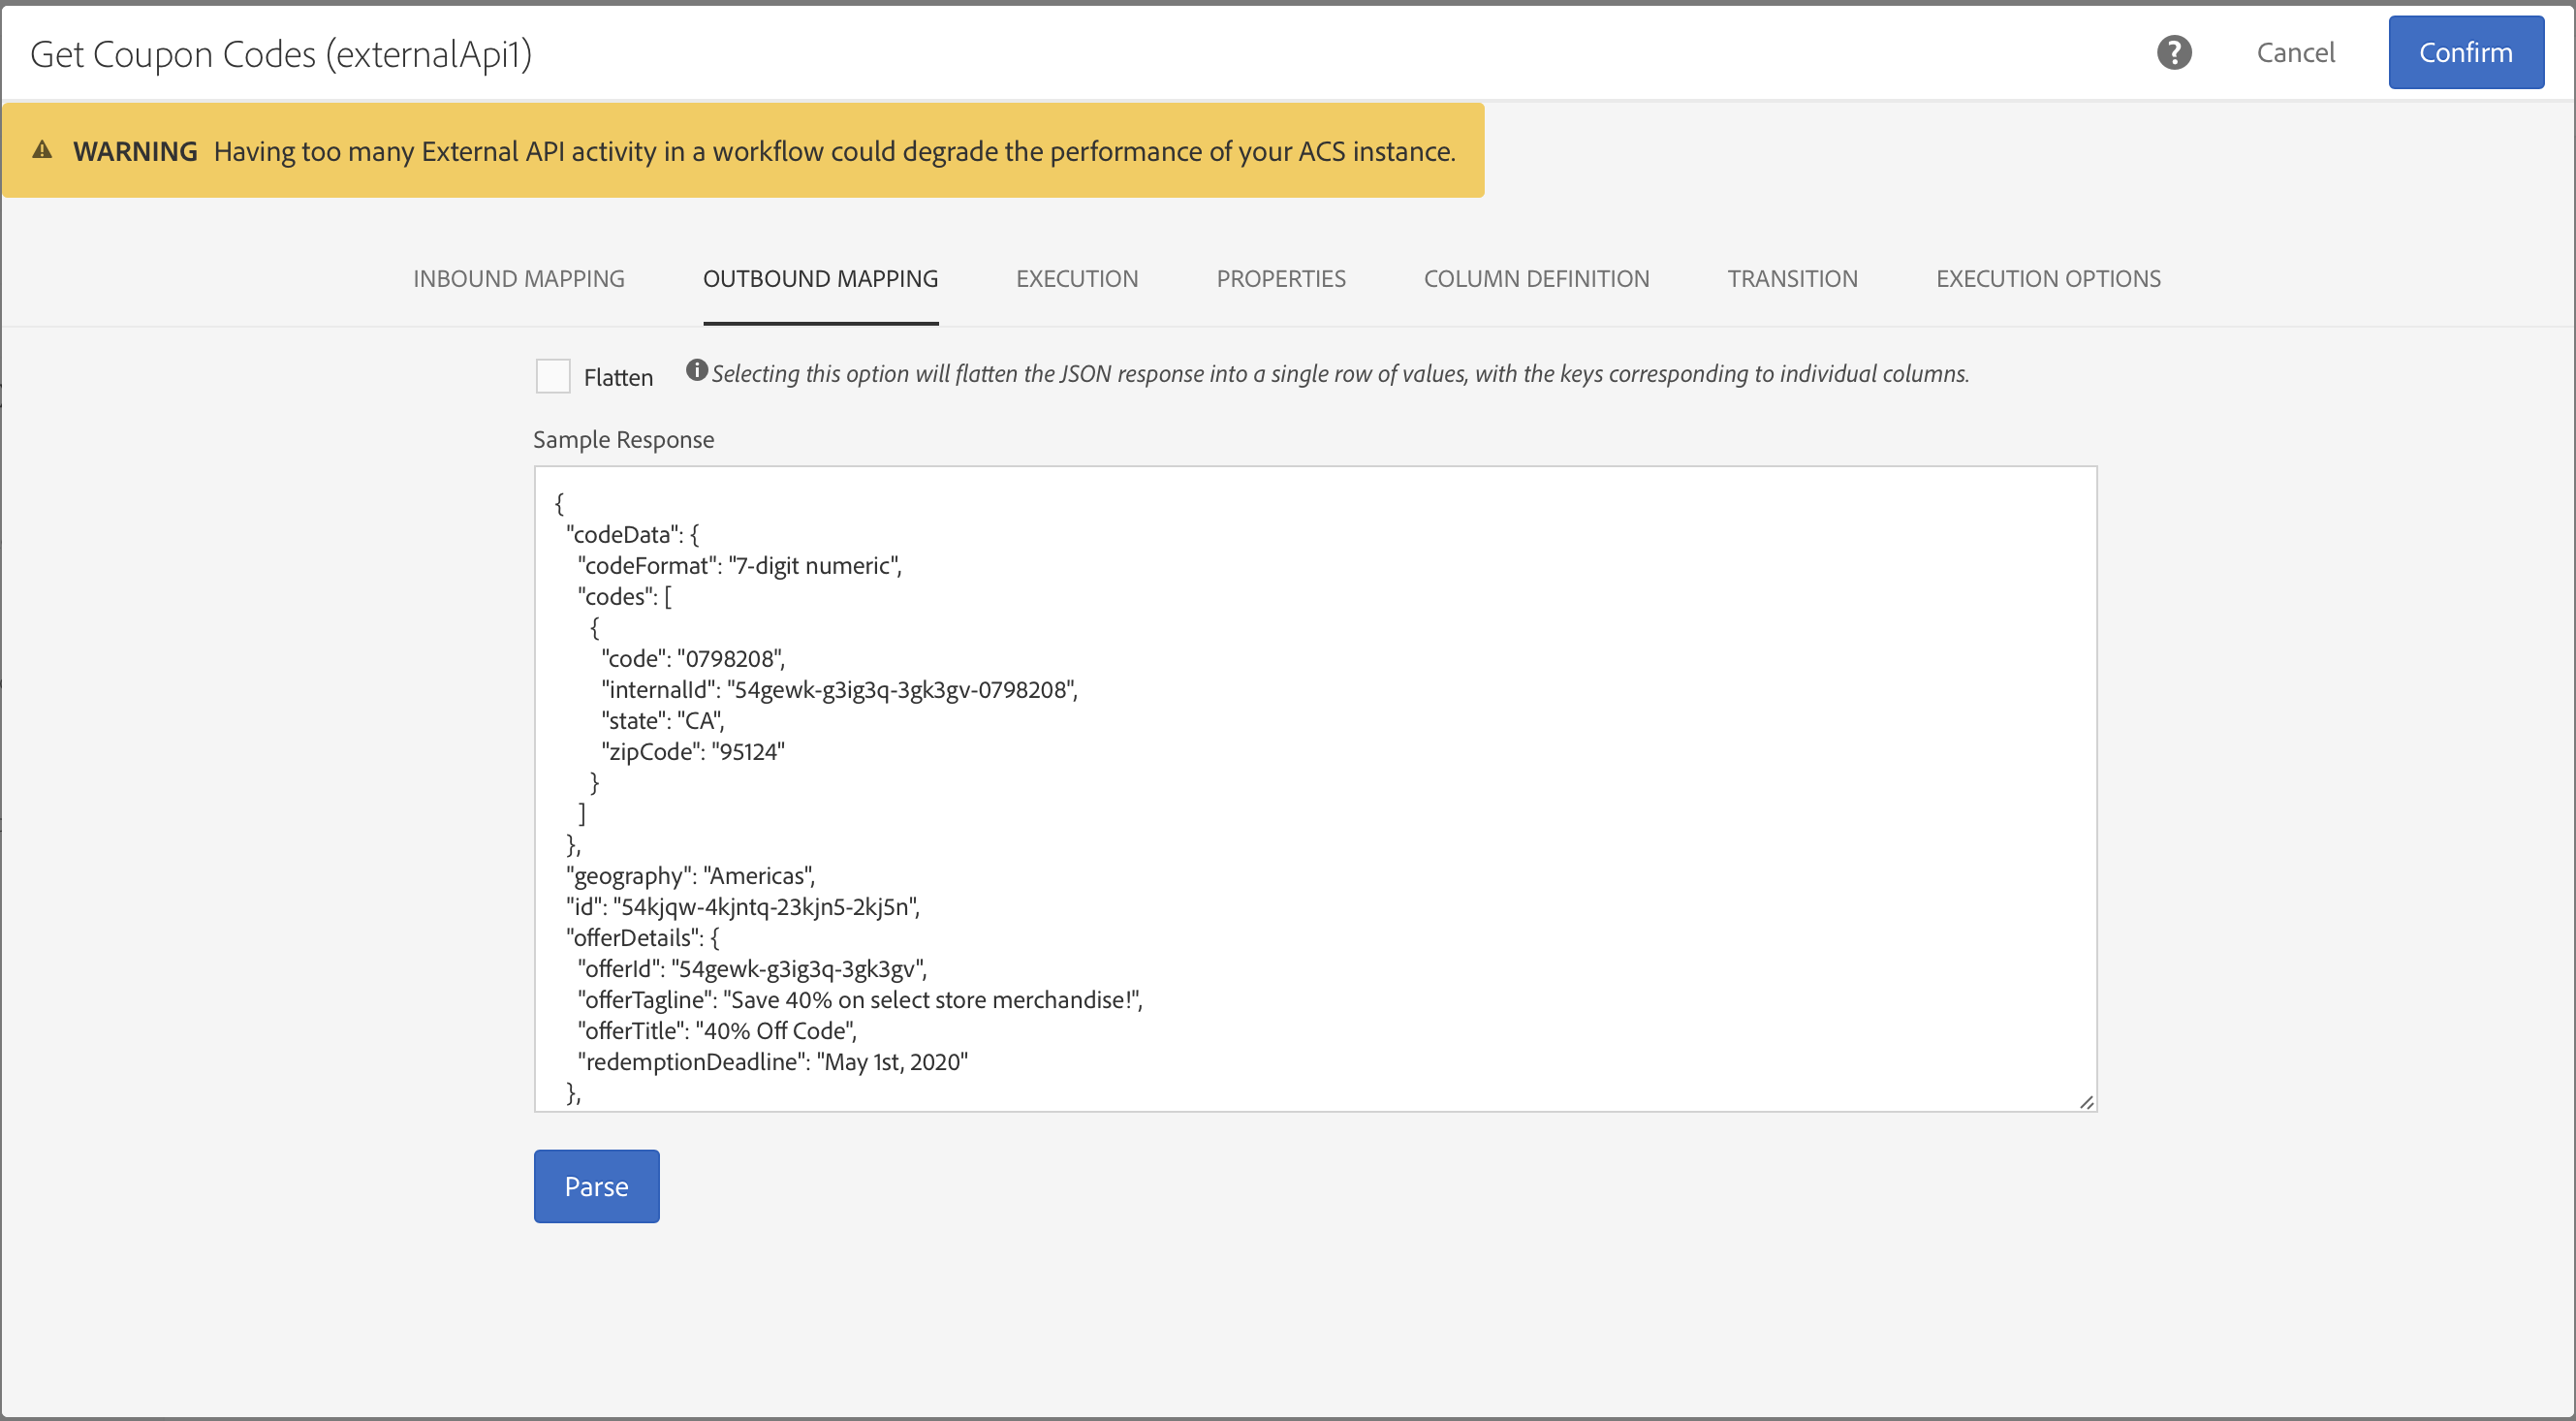 Get Coupon Codes (externalApi1)
?
Cancel
Confirm
WARNING Having too many External API activity in a workflow could degrade the performance of your ACS instance.
INBOUND MAPPING
OUTBOUND MAPPING
EXECUTION
PROPERTIES
COLUMN DEFINITION
TRANSITION
EXECUTION OPTIONS
Flatten
Selecting this option will flatten the JSON response into a single row of values, with the keys corresponding to individual columns.
Sample Response
{
"codeData": {
"codeFormat": "7-digit numeric",
"codes": [
{
"code": "0798208",
"internalId": "54gewk-g3ig3q-3gk3gv-0798208",
"state": "CA",
"zipCode": "95124"
}
]
},
"geography": "Americas",
"id": "54kjqw-4kjntq-23kjn5-2kj5n",
"offerDetails": {
"offerId": "54gewk-g3ig3q-3gk3gv",
"offerTagline": "Save 40% on select store merchandise!",
"offerTitle": "40% Off Code",
"redemptionDeadline": "May 1st, 2020"
},
Parse